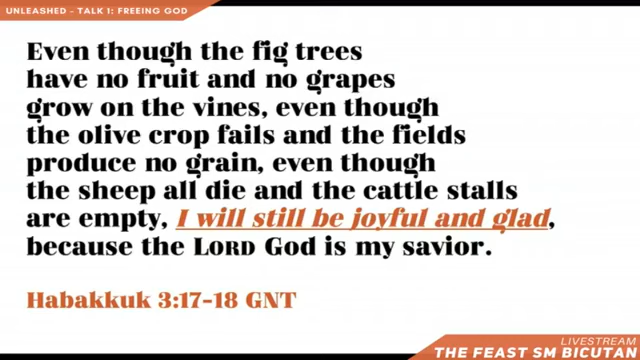 UNLEASHED - TALK 1: FREEING GOD
Even though the fig trees
have no fruit and no grapes
grow on the vines, even though
the olive crop fails and the fields
produce no grain, even though
the sheep all die and the cattle stalls
are empty, I will still be joyful and glad,
because the LORD God is my savior.
Habakkuk 3:17-18 GNT
LIVESTREAM
THE FEAST SM BICUTAN